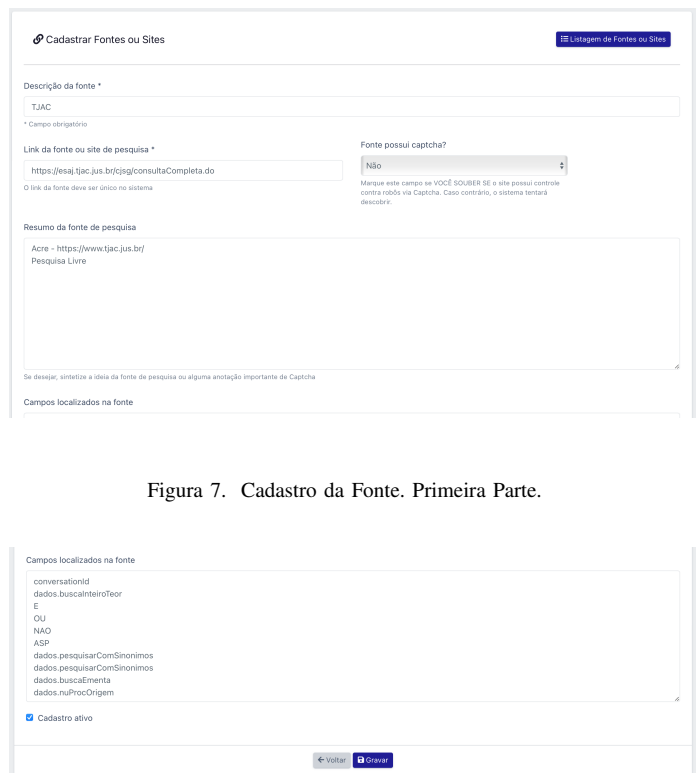 Cadastrar Fontes ou Sites
Listagem de Fontes ou Sites
Descrição da fonte *
TJAC
* Campo obrigatório
Link da fonte ou site de pesquisa *
https://esaj.tjac.jus.br/cjsg/consultaCompleta.do
O link da fonte deve ser único no sistema
Fonte possui captcha?
Não
Marque este campo se VOCÊ SOUBER SE o site possui controle
contra robôs via Captcha. Caso contrário, o sistema tentará
descobrir.
Resumo da fonte de pesquisa
Acre - https://www.tjac.jus.br/
Pesquisa Livre
Se desejar, sintetize a ideia da fonte de pesquisa ou alguma anotação importante de Captcha
Campos localizados na fonte
Figura 7. Cadastro da Fonte. Primeira Parte.
Campos localizados na fonte
conversationId
dados.buscaInteiroTeor
E
OU
NAO
ASP
dados.pesquisarComSinonimos
dados.pesquisarComSinonimos
dados.buscaEmenta
dados.nuProcOrigem
Cadastro ativo
Voltar
Gravar